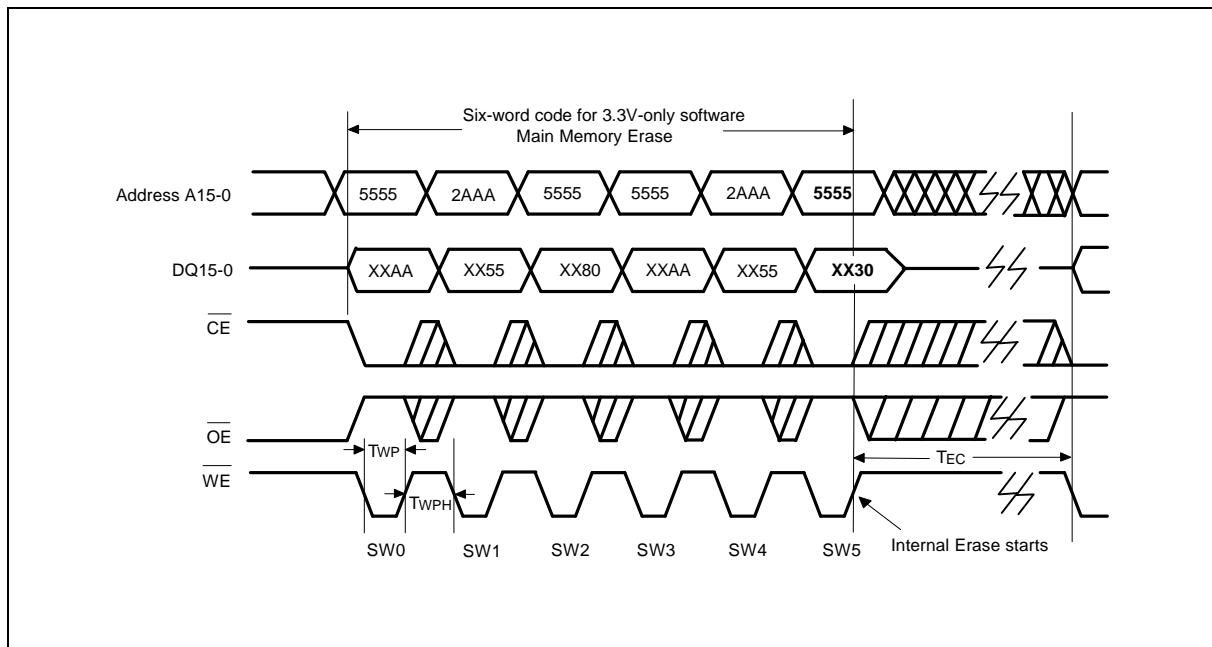 Six-word code for 3.3V-only software
Main Memory Erase
Address A15-0
5555 2AAA 5555 5555 2AAA 5555
DQ15-0
XXAA XX55 XX80 XXAA XX55 XX30
CE
OE
TWP
TEC
WE
TWPH
Internal Erase starts
SW0 SW1 SW2 SW3 SW4 SW5